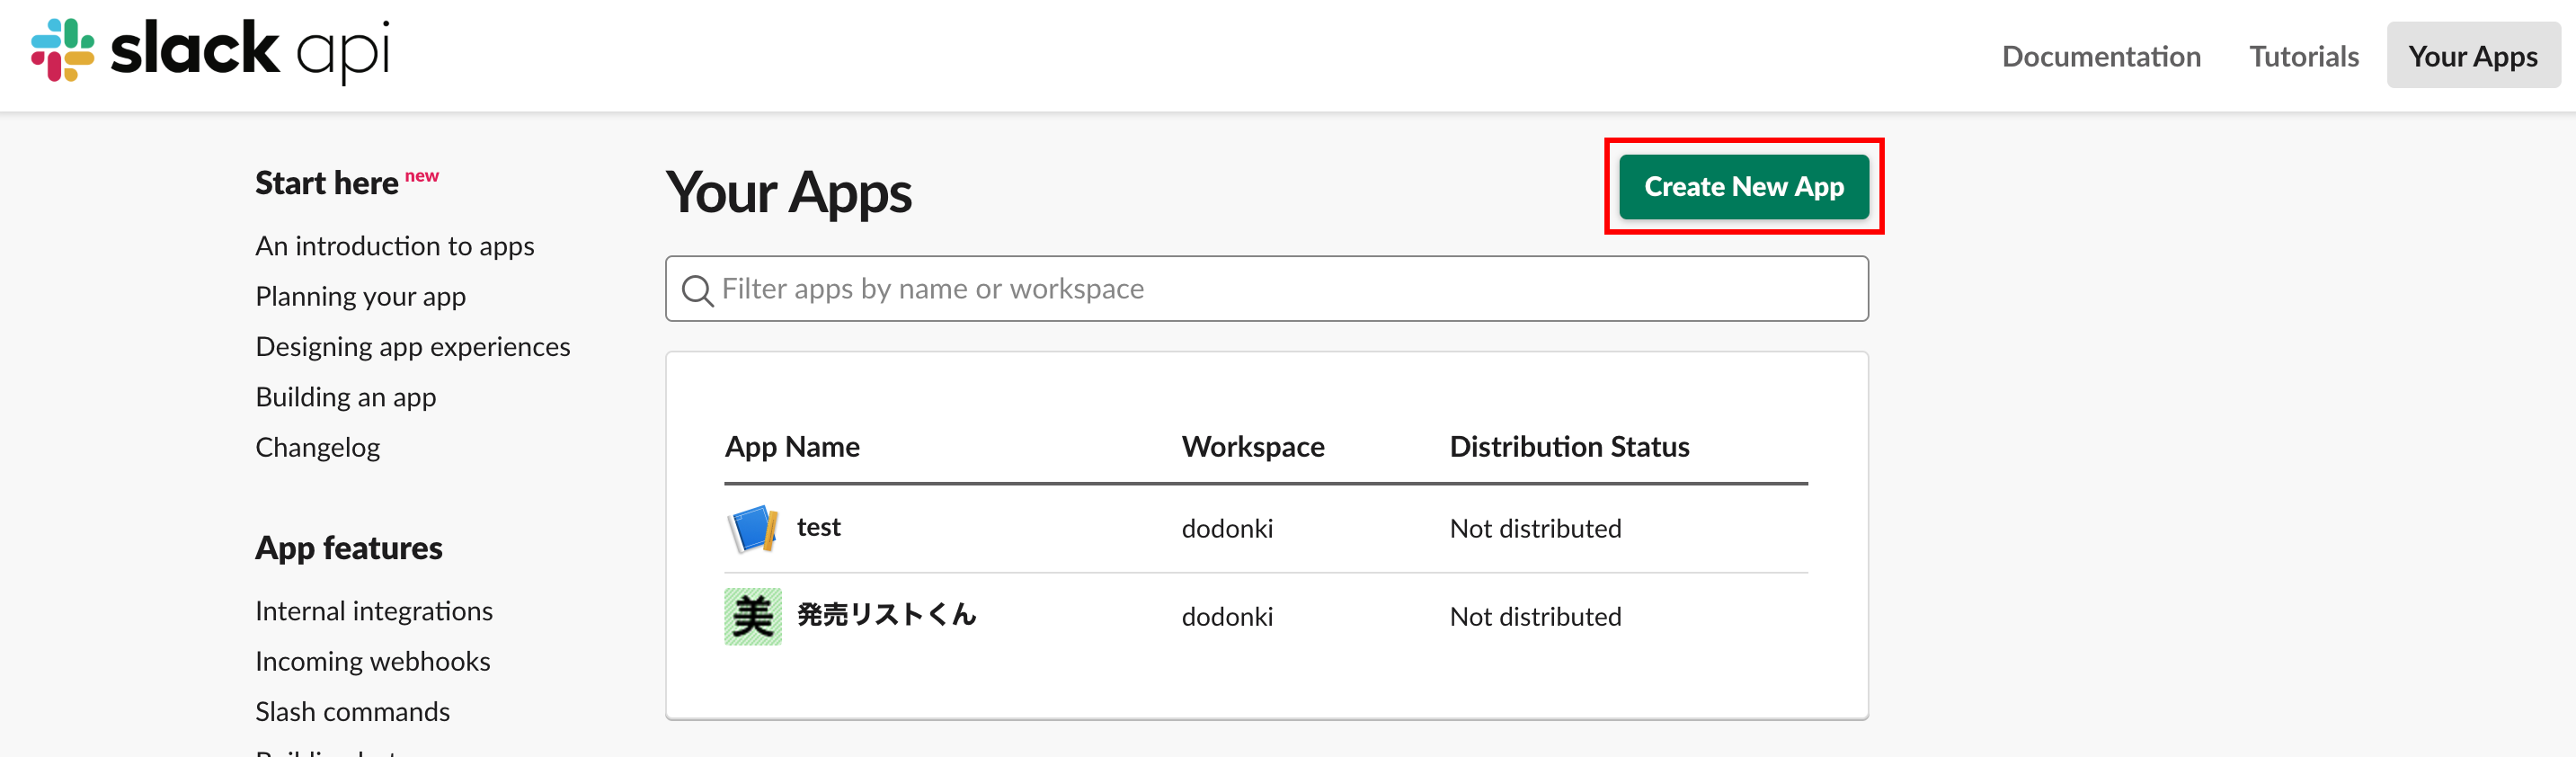 slack api
Documentation Tutorials Your Apps
Start here new
An introduction to apps
Planning your app
Designing app experiences
Building an app
Changelog
App features
Internal integrations
Incoming webhooks
Slash commands
Your Apps
Create New App
Filter apps by name or workspace
App Name Workspace Distribution Status
test dodonki Not distributed
美 発売リストくん dodonki Not distributed